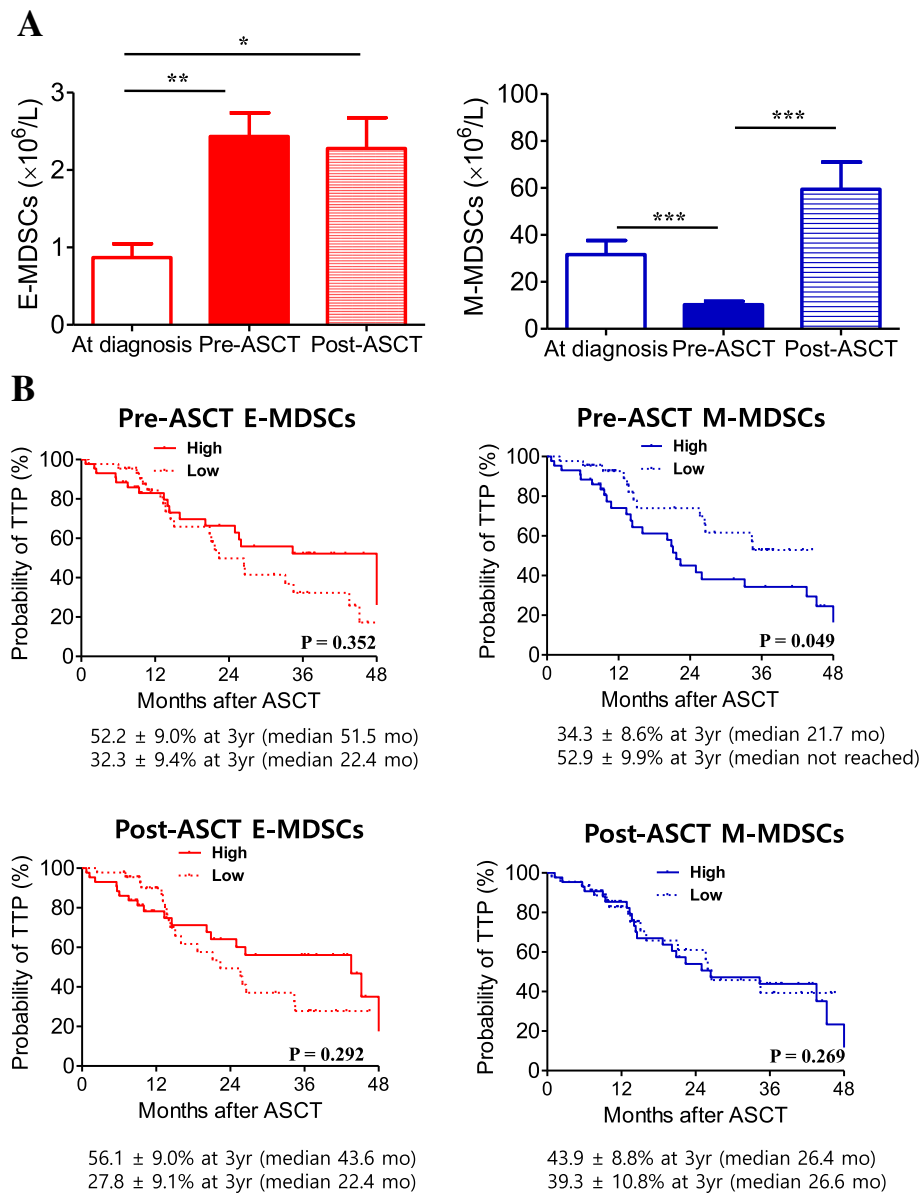 A
E-MDSCs (×10⁶/L)
3
2
1
0
*
**
At diagnosis Pre-ASCT Post-ASCT
M-MDSCs (×10⁶/L)
100
80
60
40
20
0
***
***
At diagnosis Pre-ASCT Post-ASCT
B
Pre-ASCT E-MDSCs
High
Low
Probability of TTP (%)
100
80
60
40
20
0
P = 0.352
0 12 24 36 48
Months after ASCT
52.2 ± 9.0% at 3yr (median 51.5 mo)
32.3 ± 9.4% at 3yr (median 22.4 mo)
Pre-ASCT M-MDSCs
High
Low
Probability of TTP (%)
100
80
60
40
20
0
P = 0.049
0 12 24 36 48
Months after ASCT
34.3 ± 8.6% at 3yr (median 21.7 mo)
52.9 ± 9.9% at 3yr (median not reached)
Post-ASCT E-MDSCs
High
Low
Probability of TTP (%)
100
80
60
40
20
0
P = 0.292
0 12 24 36 48
Months after ASCT
56.1 ± 9.0% at 3yr (median 43.6 mo)
27.8 ± 9.1% at 3yr (median 22.4 mo)
Post-ASCT M-MDSCs
High
Low
Probability of TTP (%)
100
80
60
40
20
0
P = 0.269
0 12 24 36 48
Months after ASCT
43.9 ± 8.8% at 3yr (median 26.4 mo)
39.3 ± 10.8% at 3yr (median 26.6 mo)